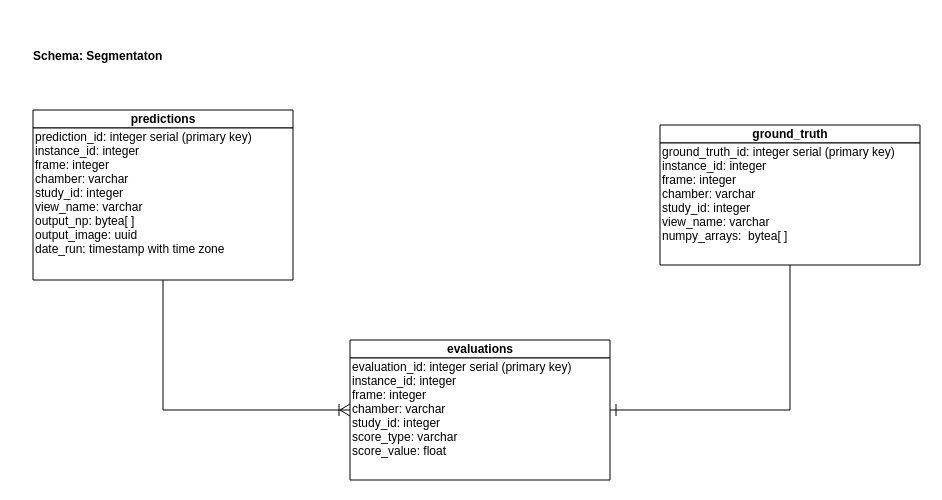 Schema: Segmentaton
predictions
prediction_id: integer serial (primary key)
instance_id: integer
frame: integer
chamber: varchar
study_id: integer
view_name: varchar
output_np: bytea[ ]
output_image: uuid
date_run: timestamp with time zone
ground_truth
ground_truth_id: integer serial (primary key)
instance_id: integer
frame: integer
chamber: varchar
study_id: integer
view_name: varchar
numpy_arrays:  bytea[ ]
evaluations
evaluation_id: integer serial (primary key)
instance_id: integer
frame: integer
chamber: varchar
study_id: integer
score_type: varchar
score_value: float